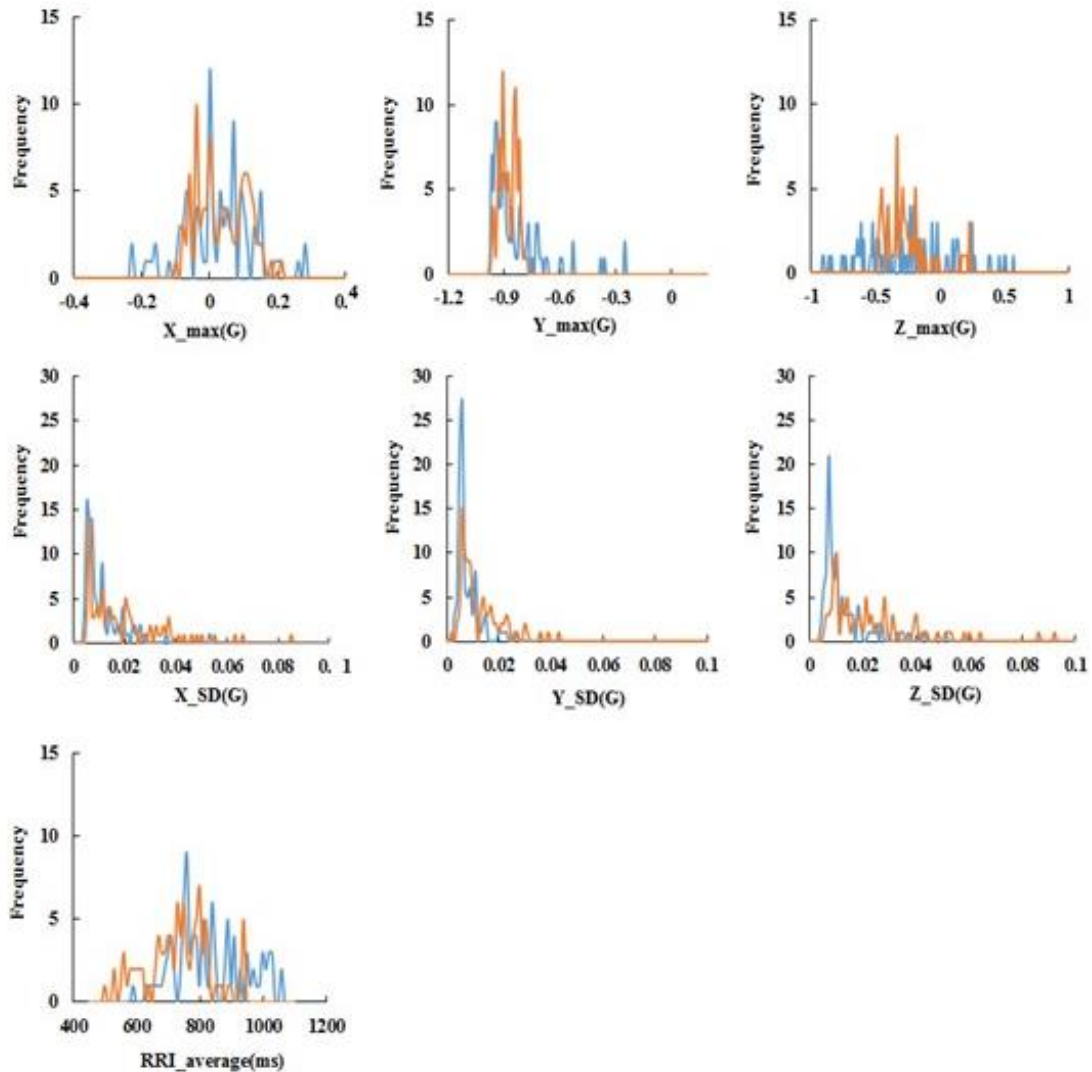 15
10
5
0
Frequency
-0.4 -0.2 0 0.2 0.4
X_max(G)
15
10
5
0
Frequency
-1.2 -0.9 -0.6 -0.3 0
Y_max(G)
15
10
5
0
Frequency
-1 -0.5 0 0.5 1
Z_max(G)
30
25
20
15
10
5
0
Frequency
0 0.02 0.04 0.06 0.08 0. 1
X_SD(G)
30
25
20
15
10
5
0
Frequency
0 0.02 0.04 0.06 0.08 0.1
Y_SD(G)
30
25
20
15
10
5
0
Frequency
0 0.02 0.04 0.06 0.08 0.1
Z_SD(G)
15
10
5
0
Frequency
400 600 800 1000 1200
RRI_average(ms)